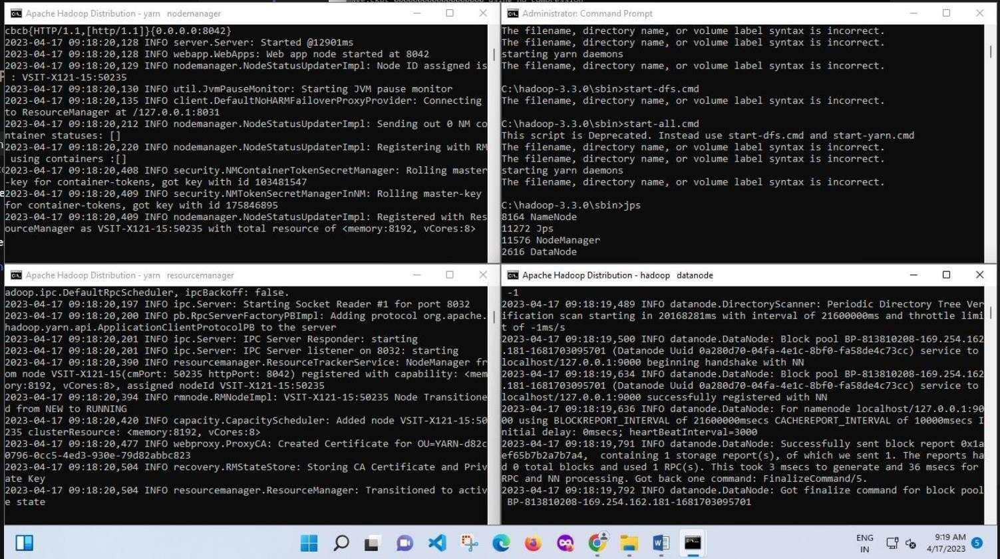 Apache Hadoop Distribution - yarn   nodemanager
cbcb{HTTP/1.1,[http/1.1]}{0.0.0.0:8042}
2023-04-17 09:18:20,128 INFO server.Server: Started @12901ms
2023-04-17 09:18:20,128 INFO webapp.WebApps: Web app node started at 8042
2023-04-17 09:18:20,129 INFO nodemanager.NodeStatusUpdaterImpl: Node ID assigned is
: VSIT-X121-15:50235
2023-04-17 09:18:20,130 INFO util.JvmPauseMonitor: Starting JVM pause monitor
2023-04-17 09:18:20,135 INFO client.DefaultNoHARMFailoverProxyProvider: Connecting
to ResourceManager at /127.0.0.1:8031
2023-04-17 09:18:20,212 INFO nodemanager.NodeStatusUpdaterImpl: Sending out 0 NM co
ntainer statuses: []
2023-04-17 09:18:20,220 INFO nodemanager.NodeStatusUpdaterImpl: Registering with RM
using containers :[]
2023-04-17 09:18:20,408 INFO security.NMContainerTokenSecretManager: Rolling master
-key for container-tokens, got key with id 103481547
2023-04-17 09:18:20,409 INFO security.NMTokenSecretManagerInNM: Rolling master-key
for container-tokens, got key with id 175846895
2023-04-17 09:18:20,409 INFO nodemanager.NodeStatusUpdaterImpl: Registered with Res
ourceManager as VSIT-X121-15:50235 with total resource of <memory:8192, vCores:8>
Administrator: Command Prompt
The filename, directory name, or volume label syntax is incorrect.
The filename, directory name, or volume label syntax is incorrect.
starting yarn daemons
The filename, directory name, or volume label syntax is incorrect.
C:\hadoop-3.3.0\sbin>start-dfs.cmd
The filename, directory name, or volume label syntax is incorrect.
C:\hadoop-3.3.0\sbin>start-all.cmd
This script is Deprecated. Instead use start-dfs.cmd and start-yarn.cmd
The filename, directory name, or volume label syntax is incorrect.
The filename, directory name, or volume label syntax is incorrect.
starting yarn daemons
The filename, directory name, or volume label syntax is incorrect.
C:\hadoop-3.3.0\sbin>jps
8164 NameNode
11272 Jps
11576 NodeManager
2616 DataNode
Apache Hadoop Distribution - yarn   resourcemanager
adoop.ipc.DefaultRpcScheduler, ipcBackoff: false.
2023-04-17 09:18:20,197 INFO ipc.Server: Starting Socket Reader #1 for port 8032
2023-04-17 09:18:20,200 INFO pb.RpcServerFactoryPBImpl: Adding protocol org.apache.
hadoop.yarn.api.ApplicationClientProtocolPB to the server
2023-04-17 09:18:20,201 INFO ipc.Server: IPC Server Responder: starting
2023-04-17 09:18:20,201 INFO ipc.Server: IPC Server listener on 8032: starting
2023-04-17 09:18:20,390 INFO resourcemanager.ResourceTrackerService: NodeManager fr
om node VSIT-X121-15(cmPort: 50235 httpPort: 8042) registered with capability: <mem
ory:8192, vCores:8>, assigned nodeId VSIT-X121-15:50235
2023-04-17 09:18:20,394 INFO rmnode.RMNodeImpl: VSIT-X121-15:50235 Node Transitione
d from NEW to RUNNING
2023-04-17 09:18:20,420 INFO capacity.CapacityScheduler: Added node VSIT-X121-15:50
235 clusterResource: <memory:8192, vCores:8>
2023-04-17 09:18:20,477 INFO webproxy.ProxyCA: Created Certificate for OU=YARN-d82c
0796-0cc5-4ed3-930e-79d82abbc823
2023-04-17 09:18:20,504 INFO recovery.RMStateStore: Storing CA Certificate and Priv
ate Key
2023-04-17 09:18:20,504 INFO resourcemanager.ResourceManager: Transitioned to activ
e state
Apache Hadoop Distribution - hadoop   datanode
-1
2023-04-17 09:18:19,489 INFO datanode.DirectoryScanner: Periodic Directory Tree Ver
ification scan starting in 20168281ms with interval of 21600000ms and throttle limi
t of -1ms/s
2023-04-17 09:18:19,500 INFO datanode.DataNode: Block pool BP-813810208-169.254.162
.181-1681703095701 (Datanode Uuid 0a280d70-04fa-4e1c-8bf0-fa58de4c73cc) service to
localhost/127.0.0.1:9000 beginning handshake with NN
2023-04-17 09:18:19,634 INFO datanode.DataNode: Block pool BP-813810208-169.254.162
.181-1681703095701 (Datanode Uuid 0a280d70-04fa-4e1c-8bf0-fa58de4c73cc) service to
localhost/127.0.0.1:9000 successfully registered with NN
2023-04-17 09:18:19,636 INFO datanode.DataNode: For namenode localhost/127.0.0.1:90
00 using BLOCKREPORT_INTERVAL of 21600000msecs CACHEREPORT_INTERVAL of 10000msecs I
nitial delay: 0msecs; heartBeatInterval=3000
2023-04-17 09:18:19,791 INFO datanode.DataNode: Successfully sent block report 0x1a
ef65b7b2a7b7a4,  containing 1 storage report(s), of which we sent 1. The reports ha
d 0 total blocks and used 1 RPC(s). This took 3 msecs to generate and 36 msecs for
RPC and NN processing. Got back one command: FinalizeCommand/5.
2023-04-17 09:18:19,792 INFO datanode.DataNode: Got finalize command for block pool
BP-813810208-169.254.162.181-1681703095701
ENG
IN
9:19 AM
4/17/2023
5